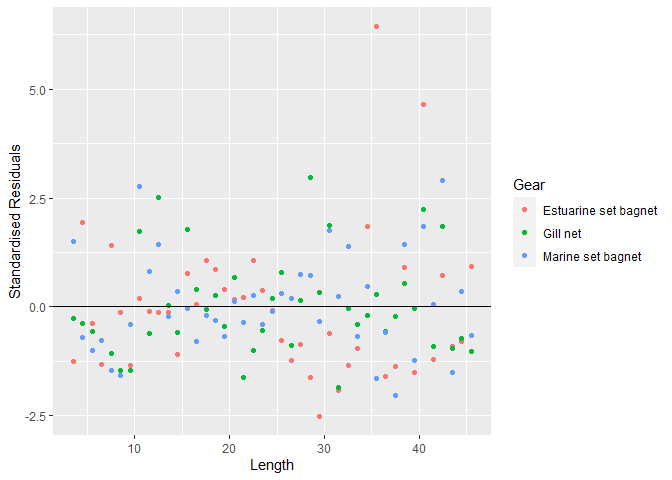 Standardised Residuals
5.0
2.5
0.0
-2.5
10
20
30
40
Length
Gear
Estuarine set bagnet
Gill net
Marine set bagnet